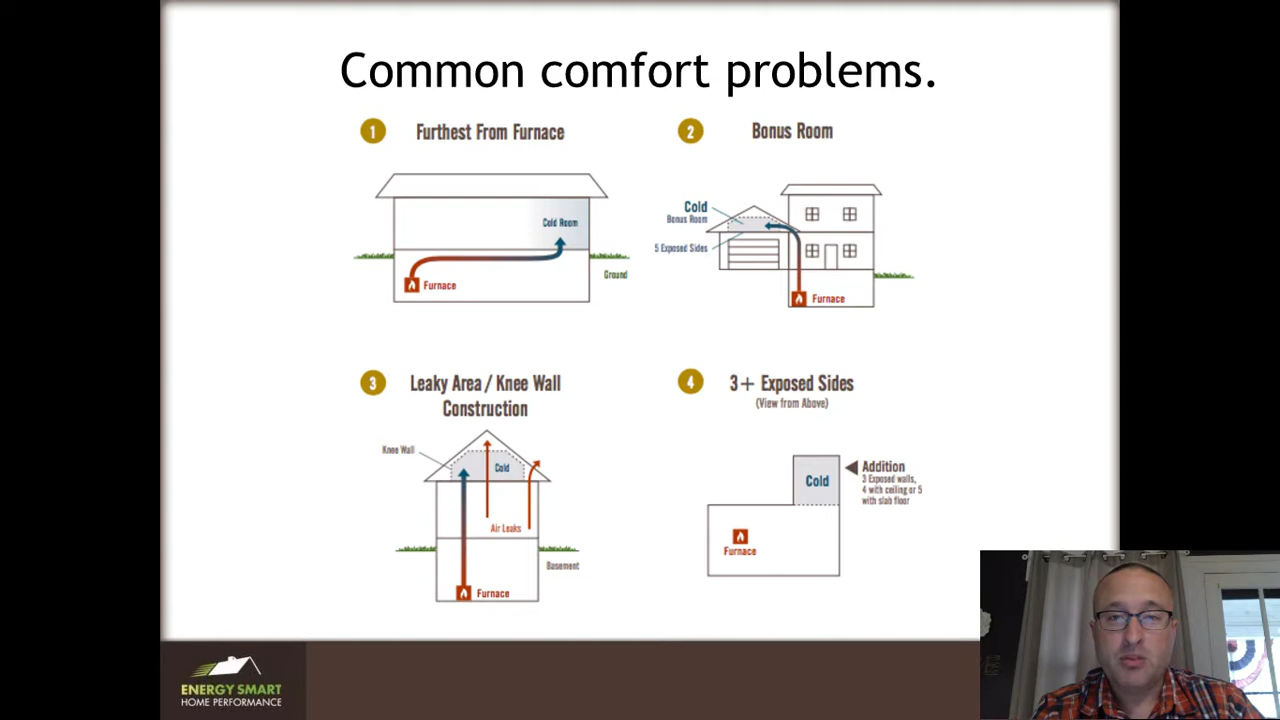 Common comfort problems.
1 Furthest From Furnace
Cold Room
Ground
Furnace
2 Bonus Room
Cold
Bonus Room
5 Exposed Sides
Furnace
3 Leaky Area / Knee Wall
Construction
Knee Wall
Cold
Air Leaks
Basement
Furnace
4 3+ Exposed Sides
(View from Above)
Cold
Addition
3 Exposed walls,
4 with ceiling or 5
with slab floor
Furnace
ENERGY SMART
HOME PERFORMANCE